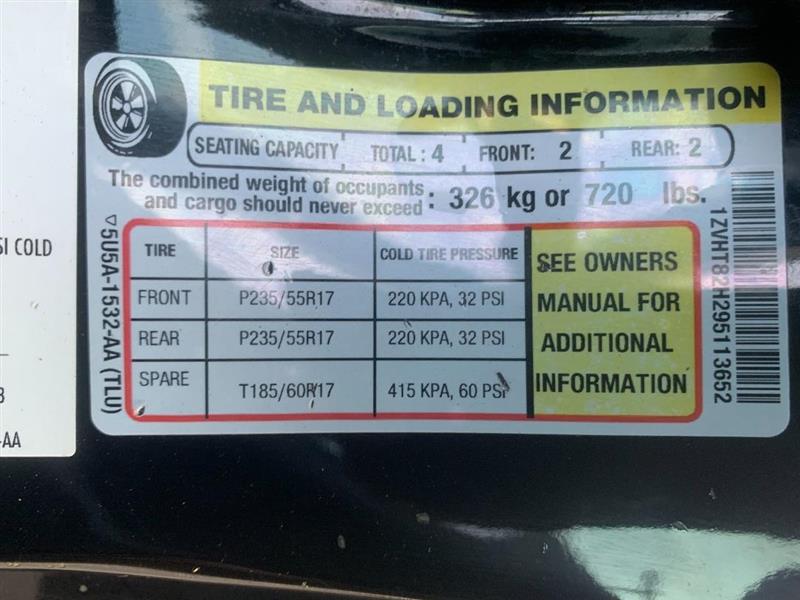 TIRE AND LOADING INFORMATION
SEATING CAPACITY TOTAL: 4 FRONT: 2 REAR: 2
The combined weight of occupants
and cargo should never exceed : 326 kg or 720 lbs.
TIRE SIZE COLD TIRE PRESSURE
FRONT P235/55R17 220 KPA, 32 PSI
REAR P235/55R17 220 KPA, 32 PSI
SPARE T185/60R17 415 KPA, 60 PSI
SEE OWNERS
MANUAL FOR
ADDITIONAL
INFORMATION
5U5A-1532-AA (TLU)
1ZVHT82H295113652
SI COLD
-AA